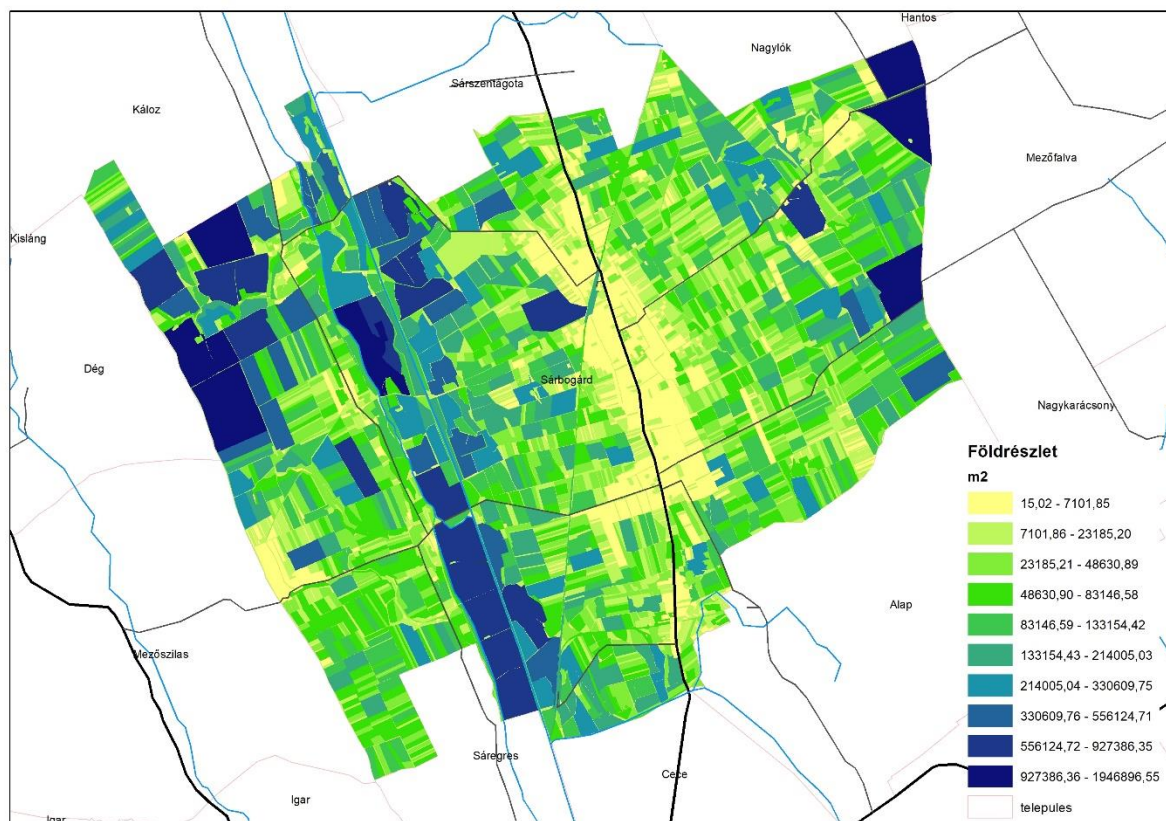 Hantos
Nagylók
Sárszentágota
Káloz
Mezőfalva
Kisláng
Dég
Sárbogárd
Nagykarácsony
Alap
Mezőszilas
Sáregres
Cece
Igar
Igar
Földrészlet
m2
15,02 - 7101,85
7101,86 - 23185,20
23185,21 - 48630,89
48630,90 - 83146,58
83146,59 - 133154,42
133154,43 - 214005,03
214005,04 - 330609,75
330609,76 - 556124,71
556124,72 - 927386,35
927386,36 - 1946896,55
telepules